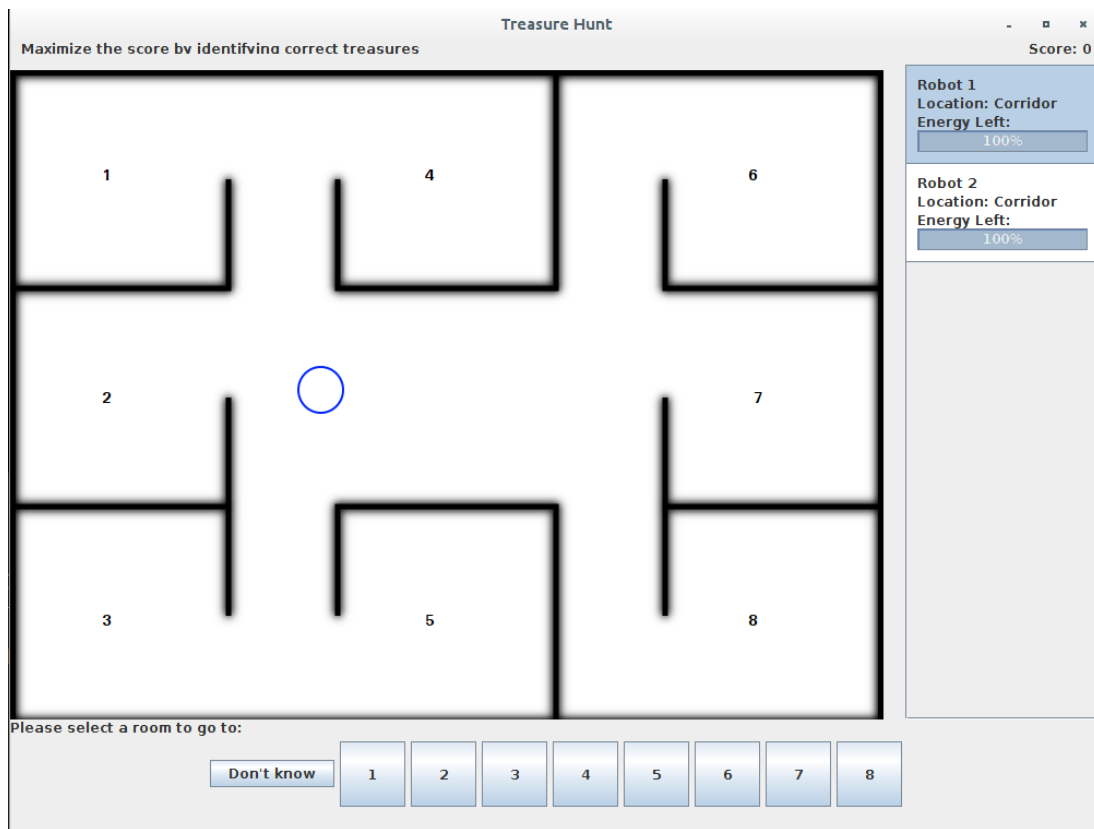 Treasure Hunt
Maximize the score by identifying correct treasures
Score: 0
Robot 1
Location: Corridor
Energy Left:
100%
Robot 2
Location: Corridor
Energy Left:
100%
1 4 6
2 7
3 5 8
Please select a room to go to:
Don't know 1 2 3 4 5 6 7 8